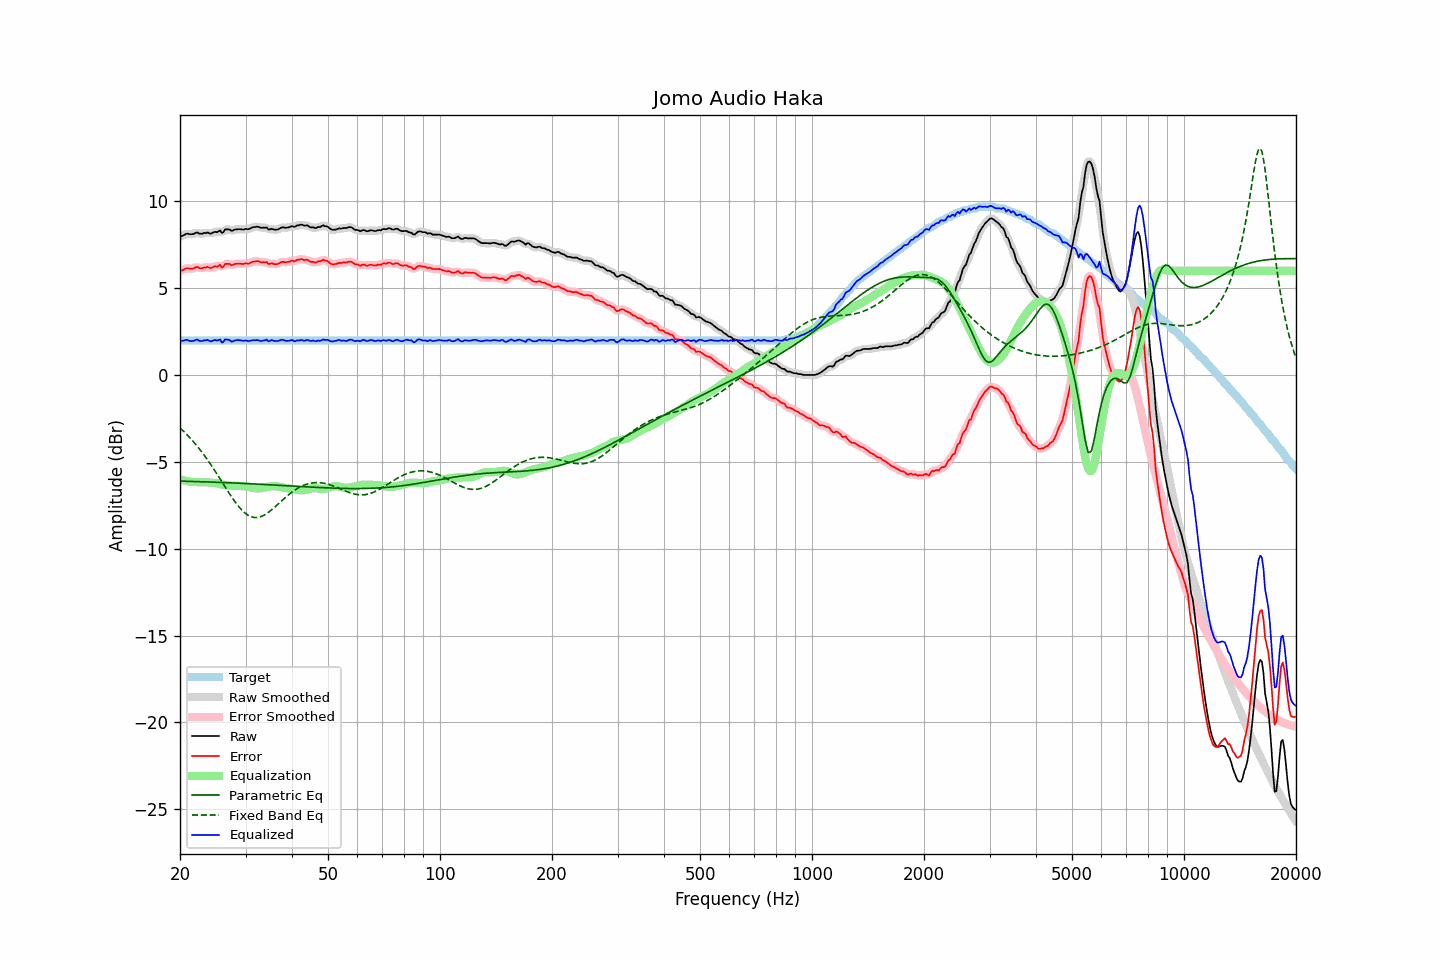 Jomo Audio Haka
Amplitude (dBr)
10
5
0
−5
−10
−15
−20
−25
Target
Raw Smoothed
Error Smoothed
Raw
Error
Equalization
Parametric Eq
Fixed Band Eq
Equalized
20 50 100 200 500 1000 2000 5000 10000 20000
Frequency (Hz)